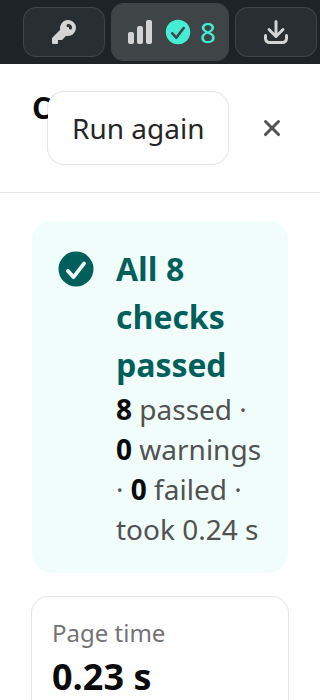 8
C
Run again
All 8
checks
passed
8 passed ·
0 warnings
· 0 failed ·
took 0.24 s
Page time
0.23 s